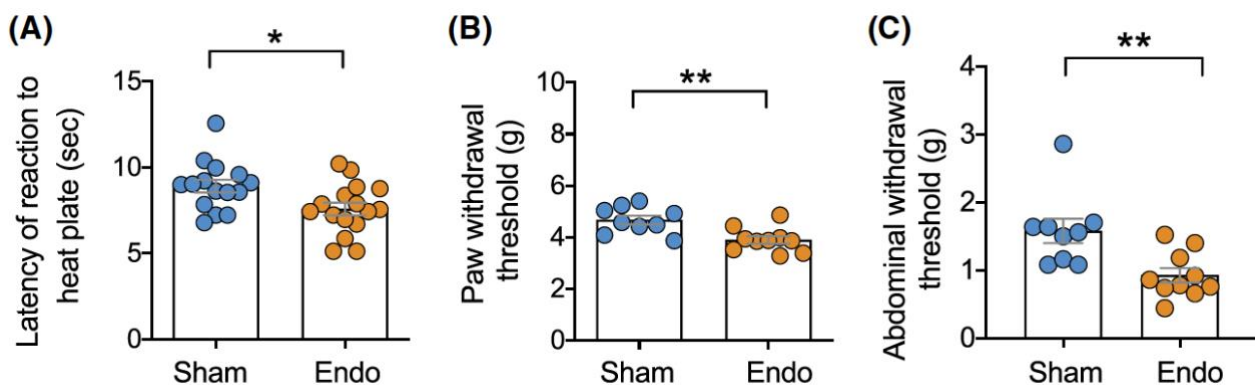 (A)
*
Latency of reaction to
heat plate (sec)
15
10
5
0
Sham Endo
(B)
**
Paw withdrawal
threshold (g)
10
8
6
4
2
0
Sham Endo
(C)
**
Abdominal withdrawal
threshold (g)
4
3
2
1
0
Sham Endo